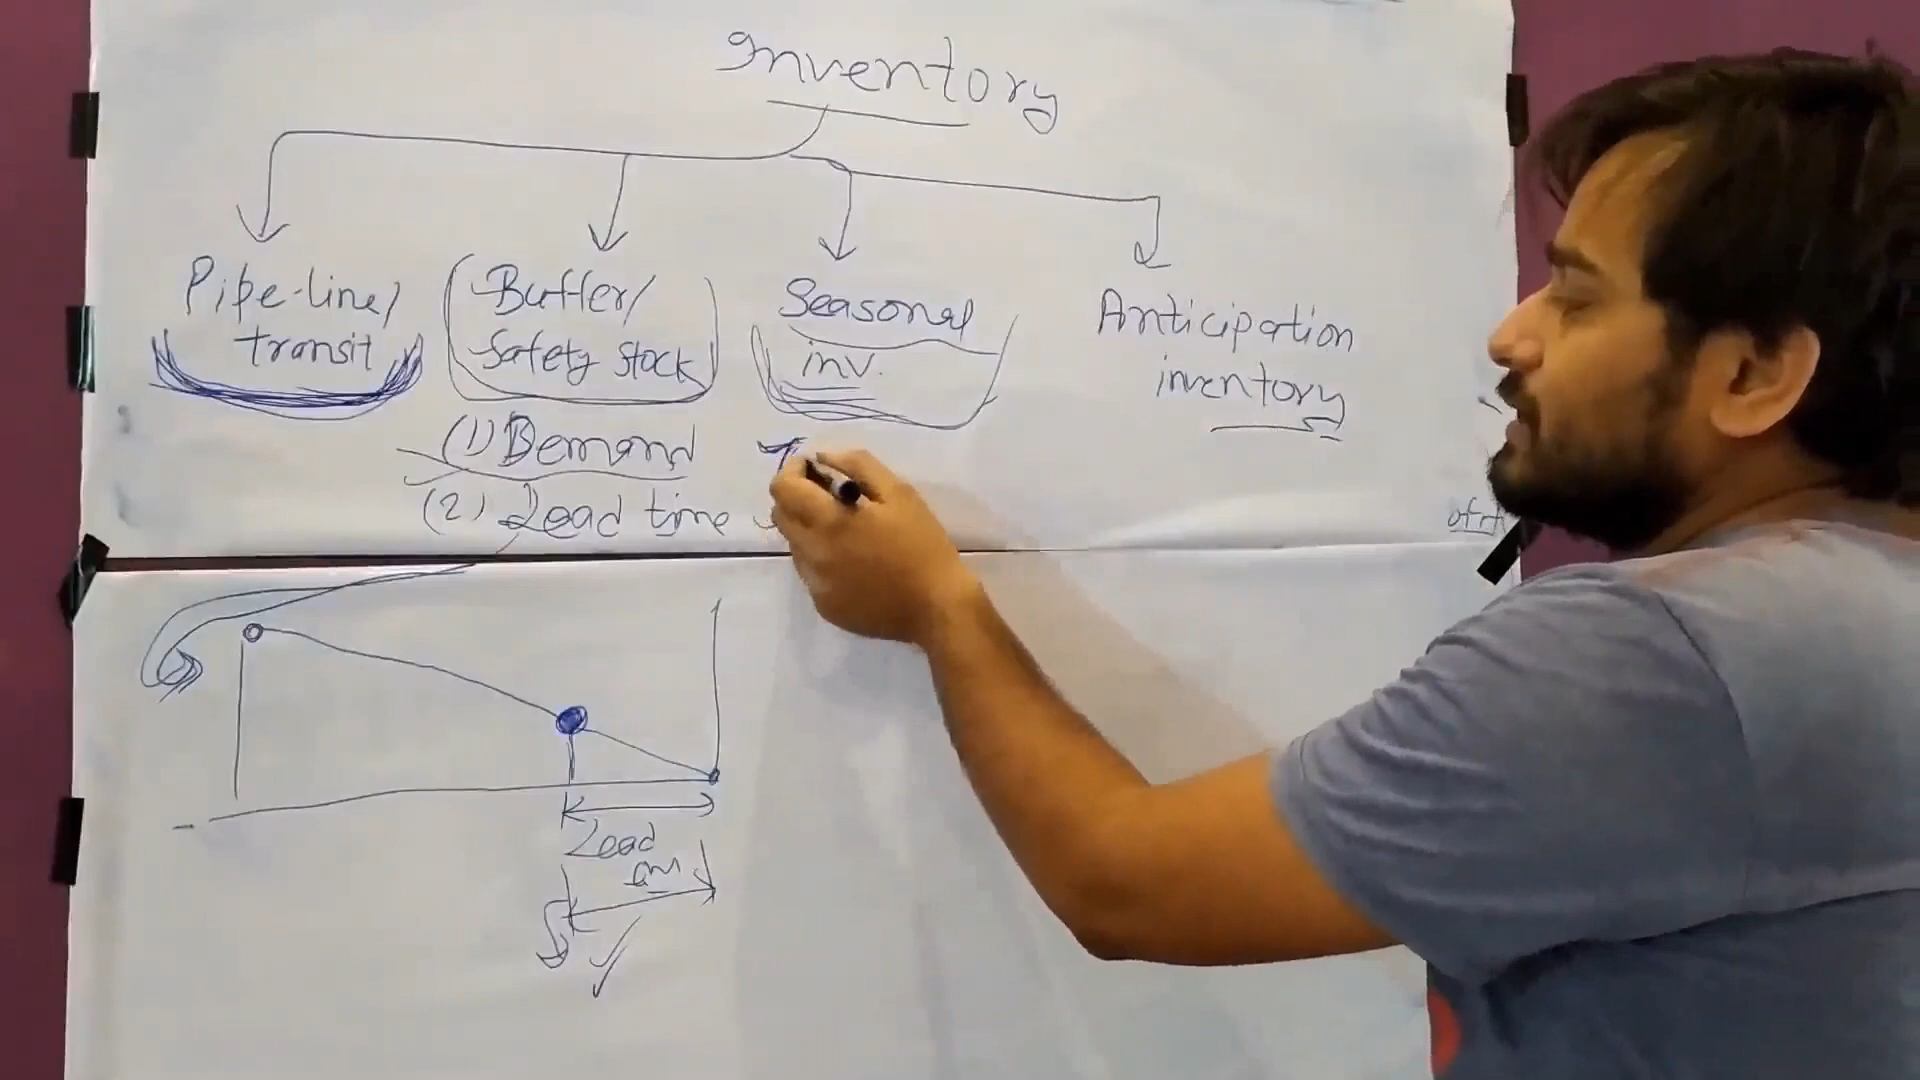 Inventory
Pipe-line/
transit
Buffer/
Safety stock
(1) Demand
(2) Lead time
Seasonal
inv.
Anticipation
inventory
Lead